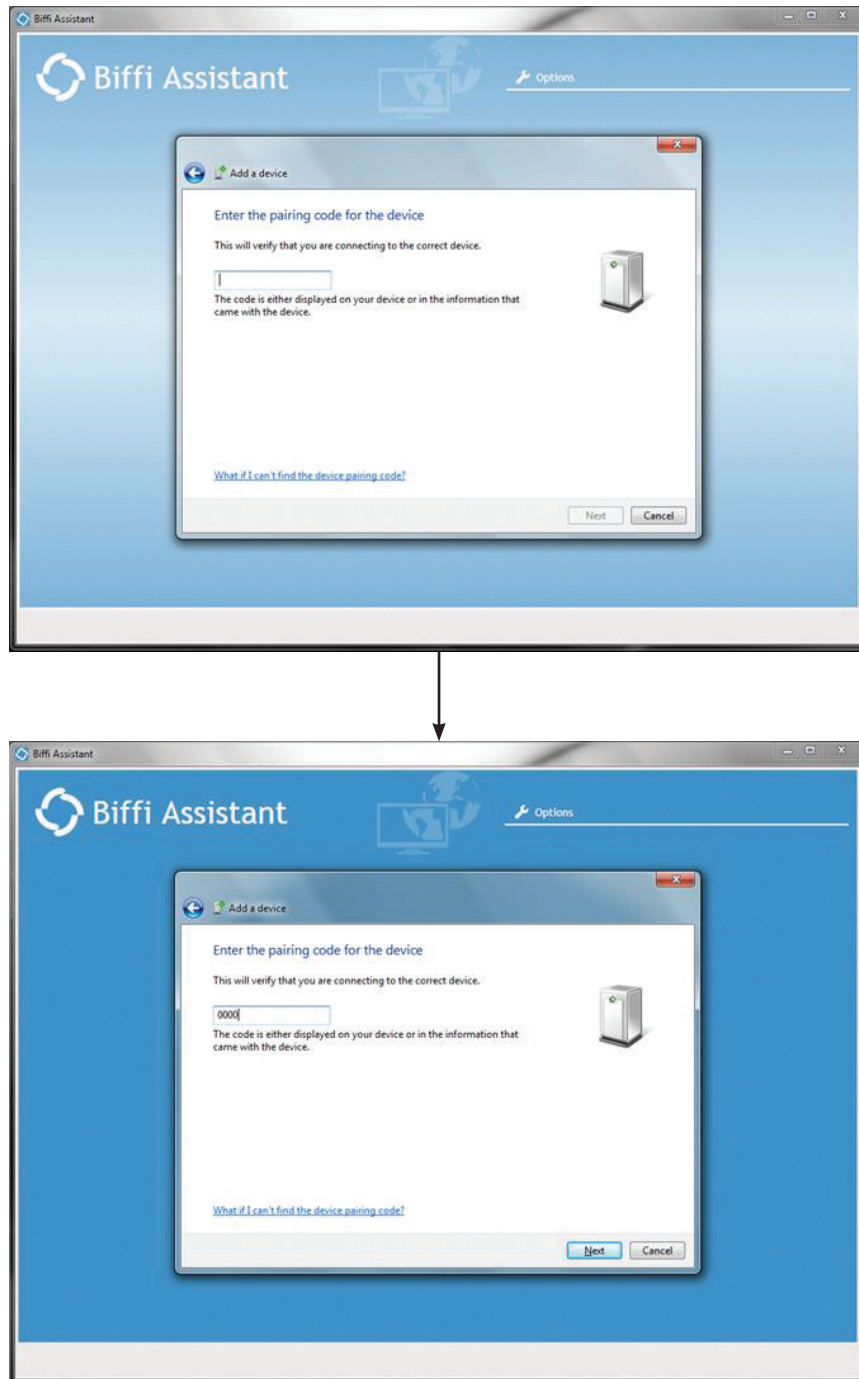 Biffi Assistant
Biffi Assistant
Options
Add a device
Enter the pairing code for the device
This will verify that you are connecting to the correct device.
The code is either displayed on your device or in the information that
came with the device.
What if I can't find the device pairing code?
Next
Cancel
Biffi Assistant
Biffi Assistant
Options
Add a device
Enter the pairing code for the device
This will verify that you are connecting to the correct device.
0000
The code is either displayed on your device or in the information that
came with the device.
What if I can't find the device pairing code?
Next
Cancel